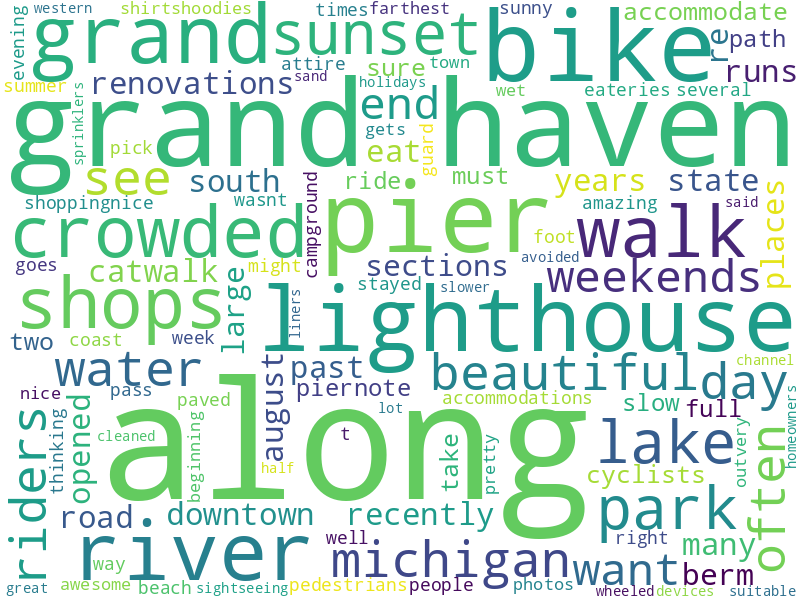 western shirtshoodies times farthest sunny accommodate
evening grand sunset bike re path
attire sure town runs
summer renovations sand holidays
sprinklers grand haven end wet eateries several
gets guard
pick eat
see south ride must years state places
shoppingnice wasnt campground amazing said
crowded pier foot walk
goes catwalk might sections avoided weekends
large stayed slower
shops lighthouse liners
two coast week
water past beautiful day channel
nice pass paved august piernote accommodations slow full
riders thinking opened cleaned beginning along t lot take pretty lake outvery often homeowners
half cyclists
road downtown recently park
river well right many
way michigan want berm
great awesome beach sightseeing pedestrians people photos wheeled devices suitable